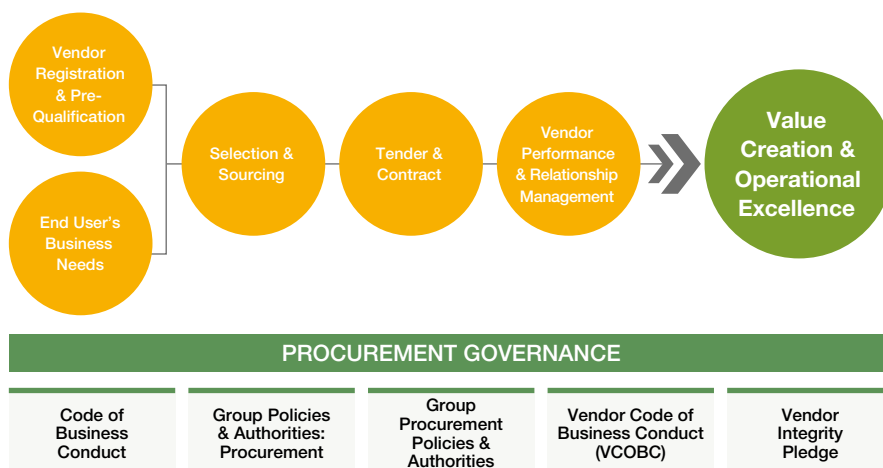 Vendor
Registration
& Pre-
Qualification
End User's
Business
Needs
Selection &
Sourcing
Tender &
Contract
Vendor
Performance
& Relationship
Management
Value
Creation &
Operational
Excellence
PROCUREMENT GOVERNANCE
Code of
Business
Conduct
Group Policies
& Authorities:
Procurement
Group
Procurement
Policies &
Authorities
Vendor Code of
Business Conduct
(VCOBC)
Vendor
Integrity
Pledge